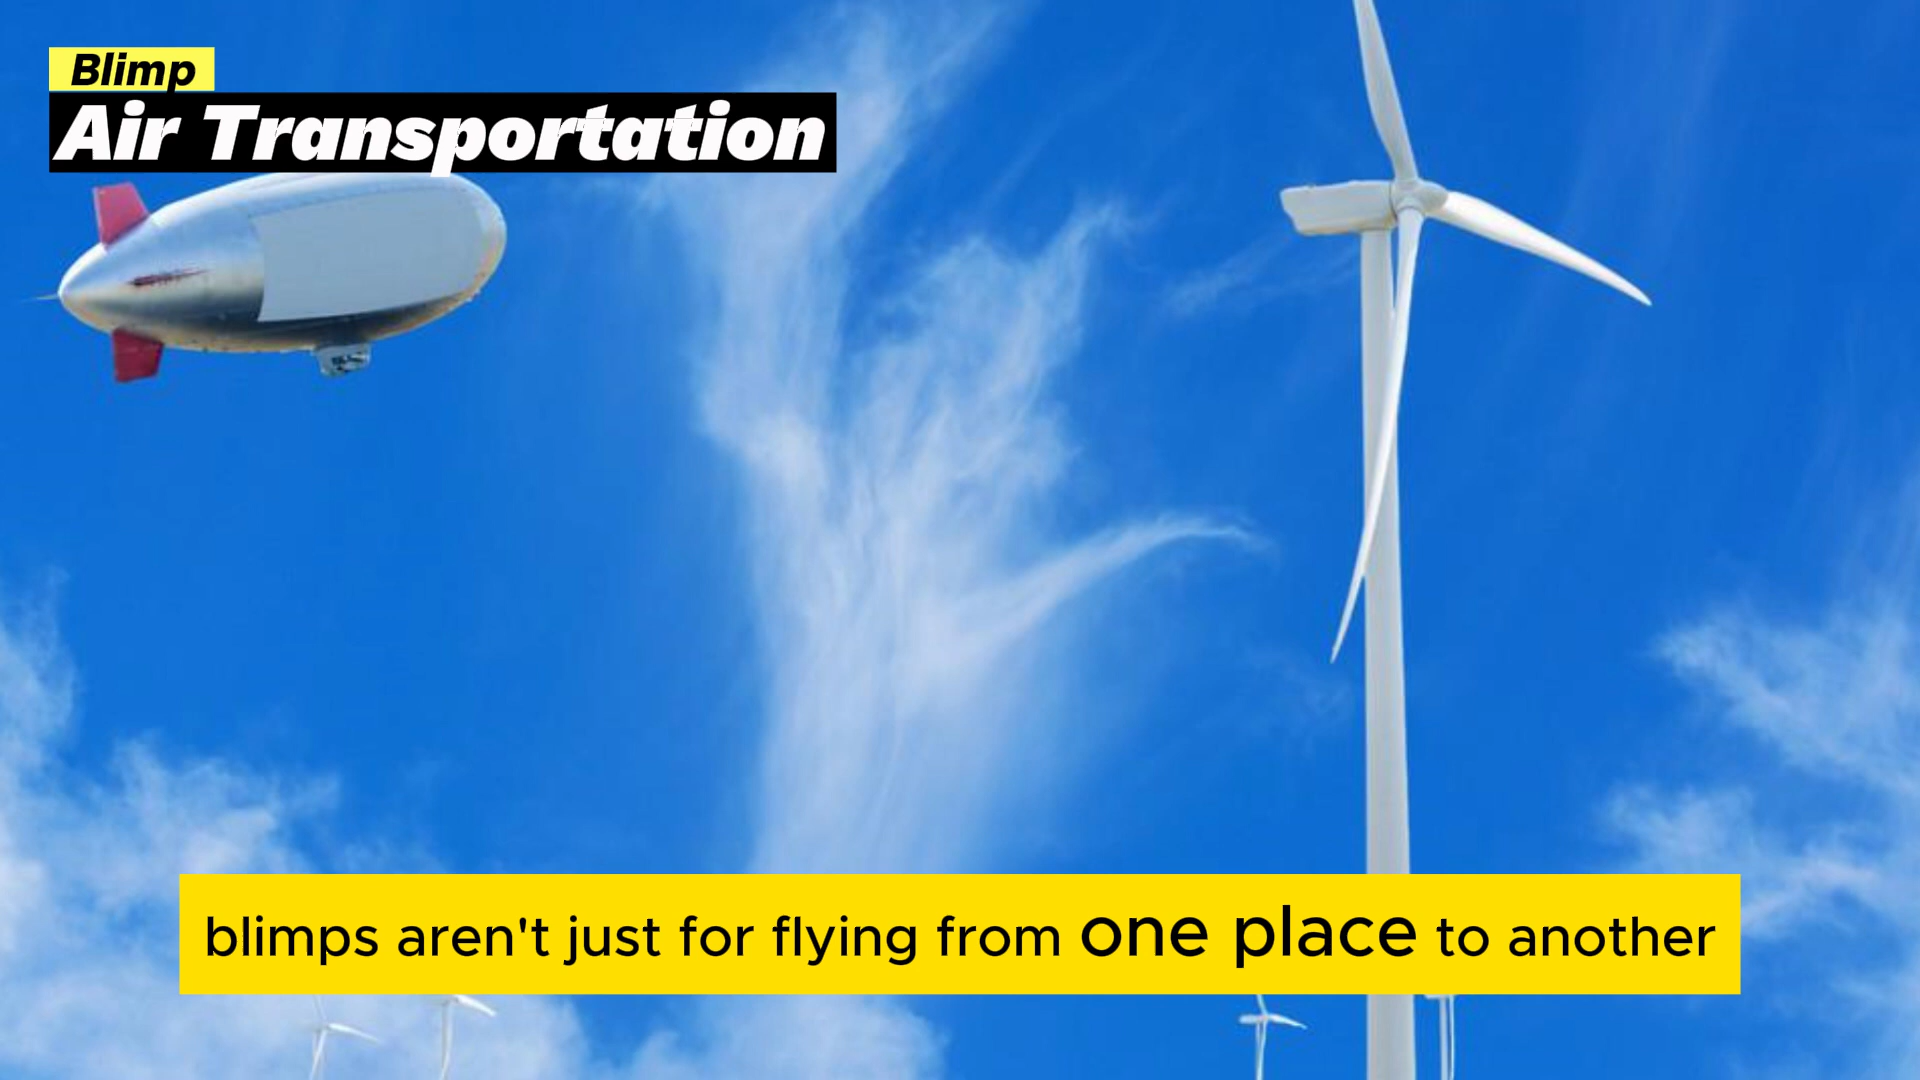 Blimp
Air Transportation
blimps aren't just for flying from one place to another